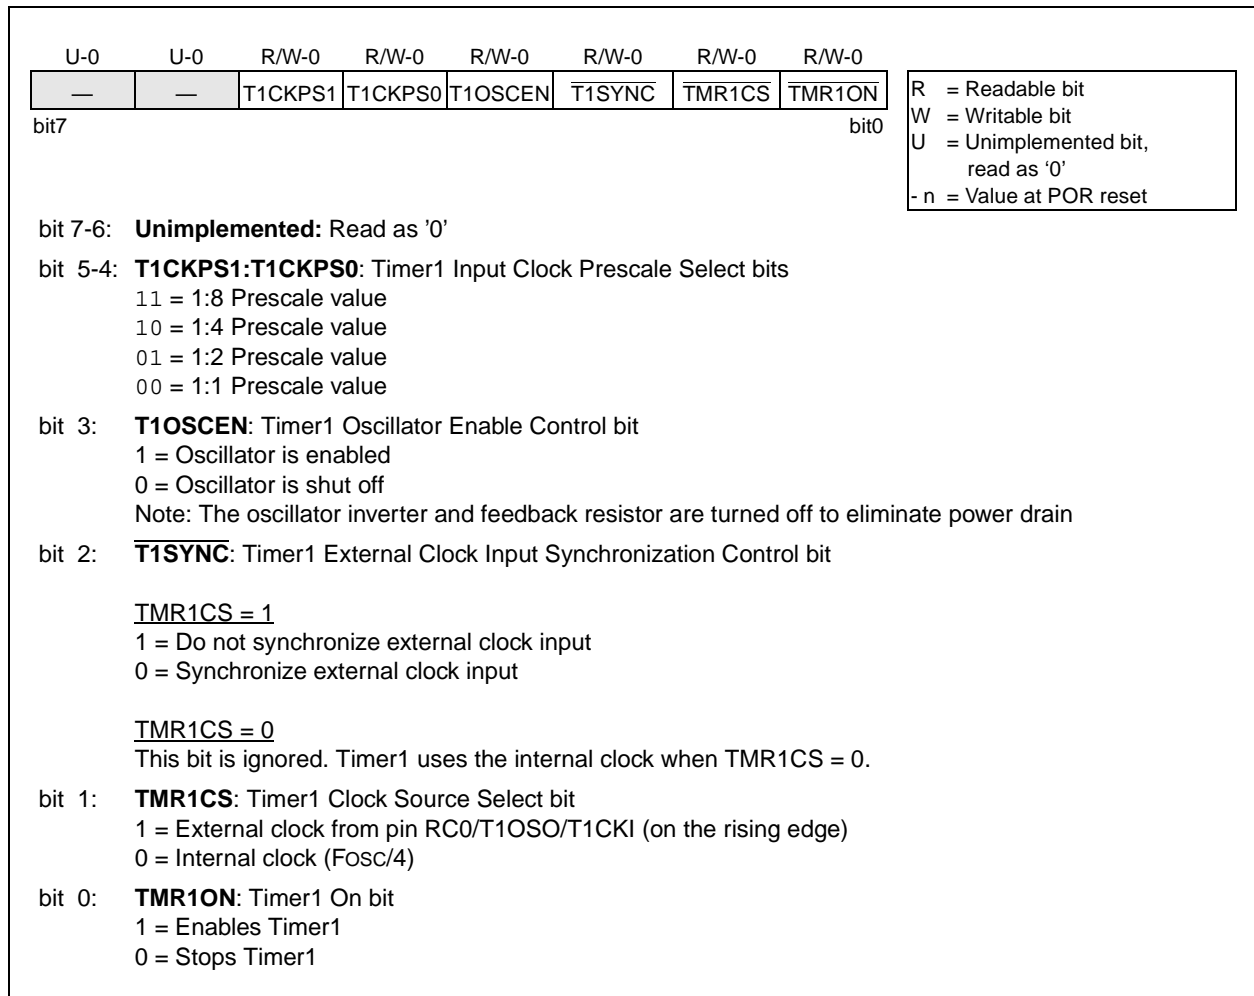 U-0 U-0 R/W-0 R/W-0 R/W-0 R/W-0 R/W-0 R/W-0
— — T1CKPS1 T1CKPS0 T1OSCEN T̅1̅S̅Y̅N̅C̅ T̅M̅R̅1̅C̅S̅ T̅M̅R̅1̅O̅N̅
bit7 bit0
R = Readable bit
W = Writable bit
U = Unimplemented bit,
read as ‘0’
- n = Value at POR reset
bit 7-6: Unimplemented: Read as ’0’
bit 5-4: T1CKPS1:T1CKPS0: Timer1 Input Clock Prescale Select bits
11 = 1:8 Prescale value
10 = 1:4 Prescale value
01 = 1:2 Prescale value
00 = 1:1 Prescale value
bit 3: T1OSCEN: Timer1 Oscillator Enable Control bit
1 = Oscillator is enabled
0 = Oscillator is shut off
Note: The oscillator inverter and feedback resistor are turned off to eliminate power drain
bit 2: T̅1̅S̅Y̅N̅C̅: Timer1 External Clock Input Synchronization Control bit
TMR1CS = 1
1 = Do not synchronize external clock input
0 = Synchronize external clock input
TMR1CS = 0
This bit is ignored. Timer1 uses the internal clock when TMR1CS = 0.
bit 1: TMR1CS: Timer1 Clock Source Select bit
1 = External clock from pin RC0/T1OSO/T1CKI (on the rising edge)
0 = Internal clock (FOSC/4)
bit 0: TMR1ON: Timer1 On bit
1 = Enables Timer1
0 = Stops Timer1